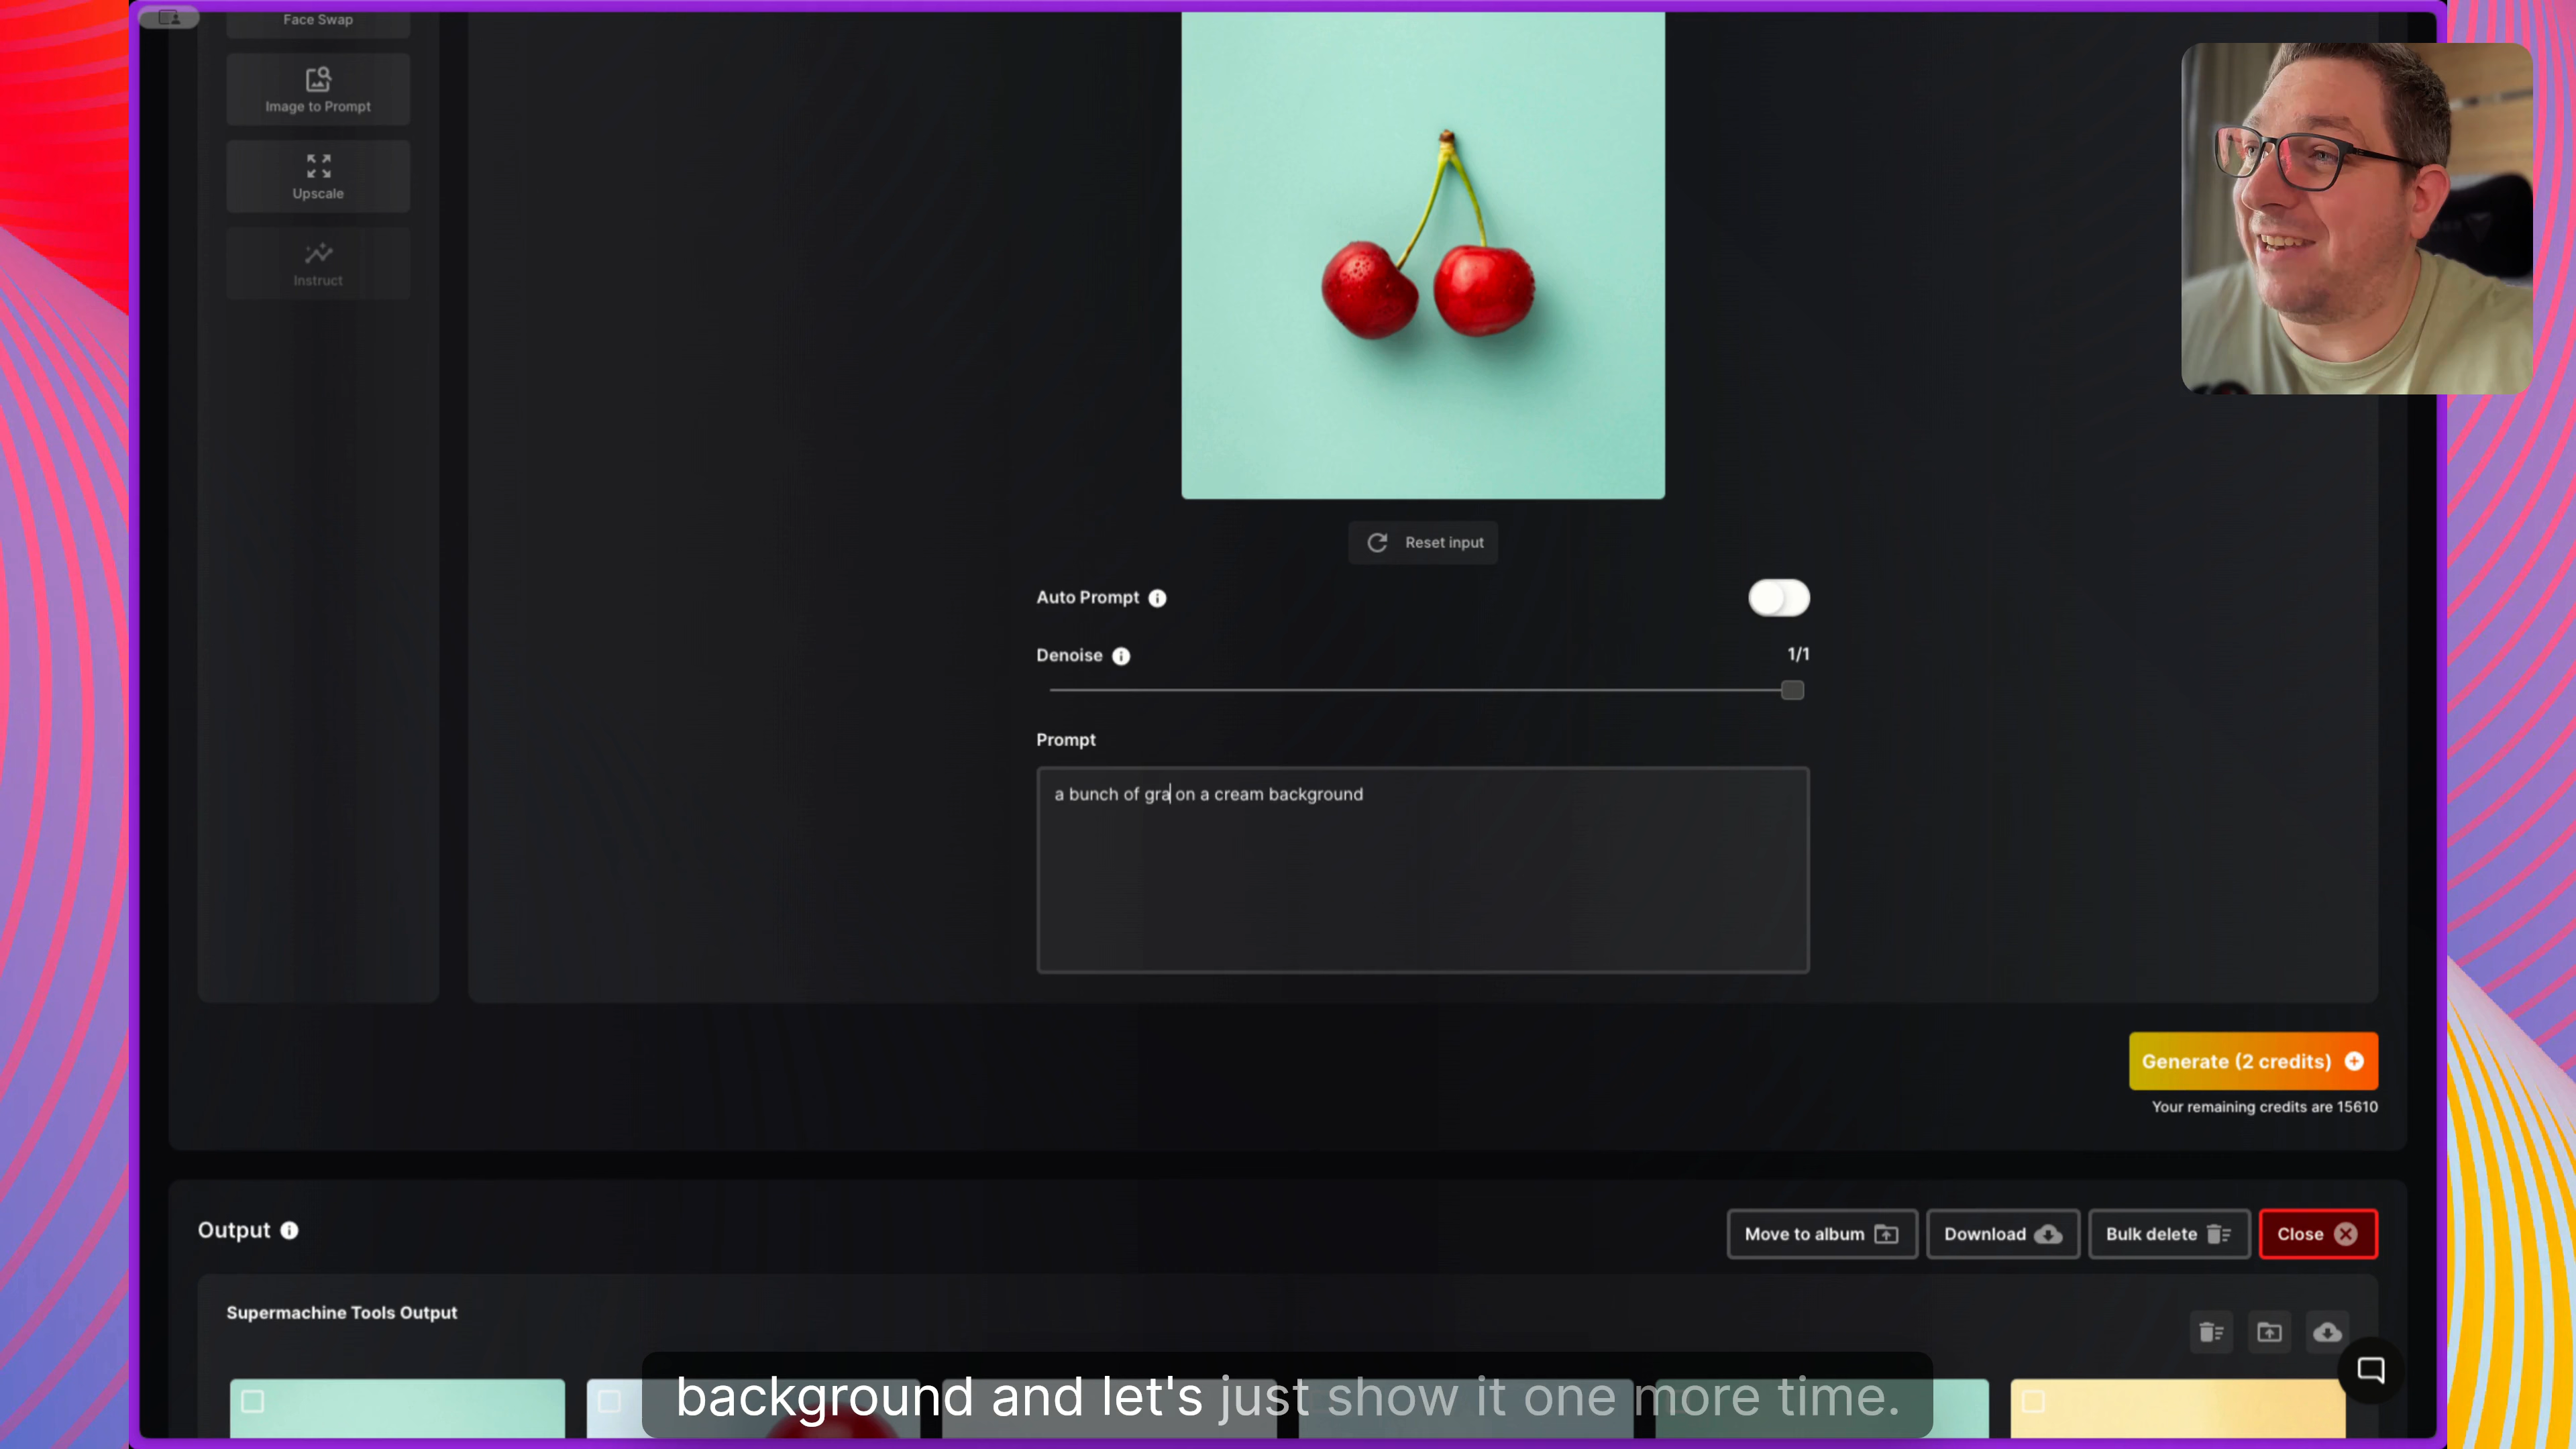 Face Swap
Image to Prompt
Upscale
Instruct
Reset input
Auto Prompt
Denoise
1/1
Prompt
a bunch of gra on a cream background
Generate (2 credits)
Your remaining credits are 15610
Output
Move to album
Download
Bulk delete
Close
Supermachine Tools Output
background and let's just show it one more time.